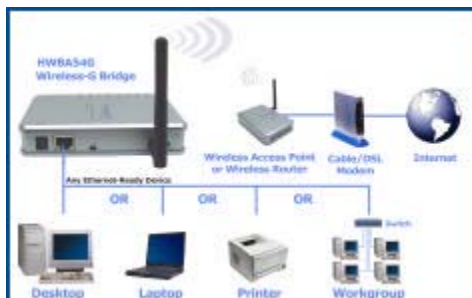 HWBA54G
Wireless-G Bridge
Wireless Access Point
or Wireless Router
Cable/DSL
Modem
Internet
Any Ethernet-Ready Device
OR
OR
OR
Switch
Desktop
Laptop
Printer
Workgroup